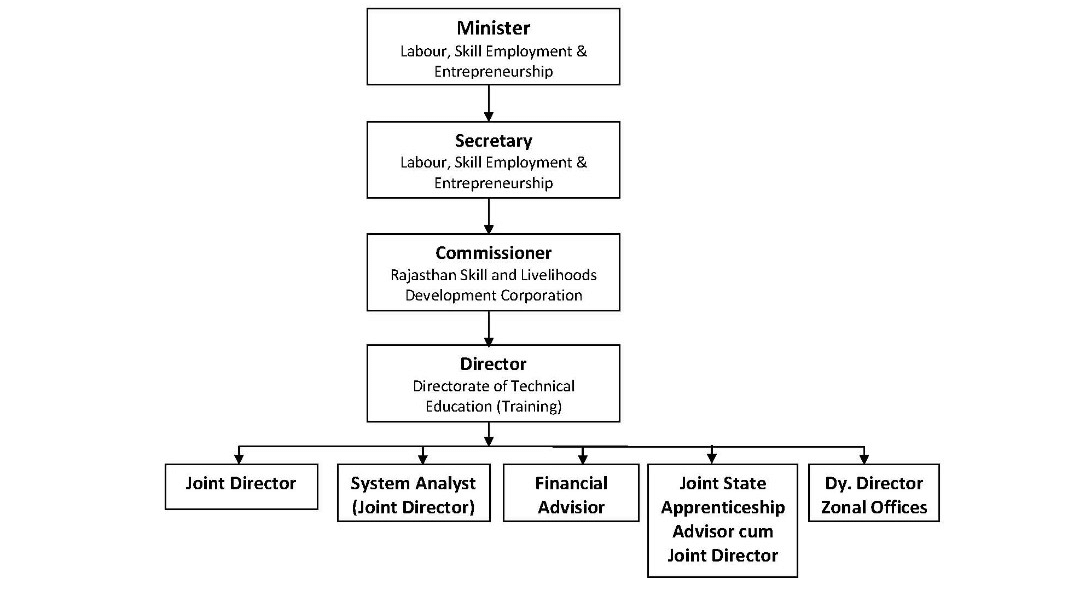 Minister
Labour, Skill Employment &
Entrepreneurship
Secretary
Labour, Skill Employment &
Entrepreneurship
Commissioner
Rajasthan Skill and Livelihoods
Development Corporation
Director
Directorate of Technical
Education (Training)
Joint Director
System Analyst
(Joint Director)
Financial
Advisior
Joint State
Apprenticeship
Advisor cum
Joint Director
Dy. Director
Zonal Offices